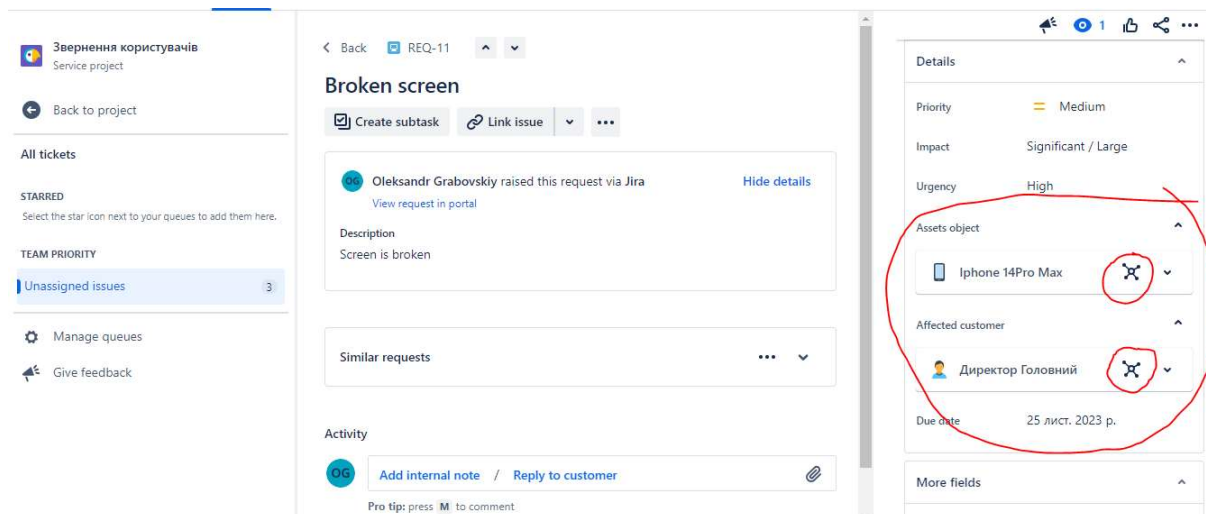 Звернення користувачів
Service project
Back to project
All tickets
STARRED
Select the star icon next to your queues to add them here.
TEAM PRIORITY
Unassigned issues 3
Manage queues
Give feedback
Back REQ-11
Broken screen
Create subtask Link issue
OG Oleksandr Grabovskiy raised this request via Jira Hide details
View request in portal
Description
Screen is broken
Similar requests
Activity
OG Add internal note / Reply to customer
Pro tip: press M to comment
1
Details
Priority Medium
Impact Significant / Large
Urgency High
Assets object
Iphone 14Pro Max
Affected customer
Директор Головний
Due date 25 лист. 2023 р.
More fields